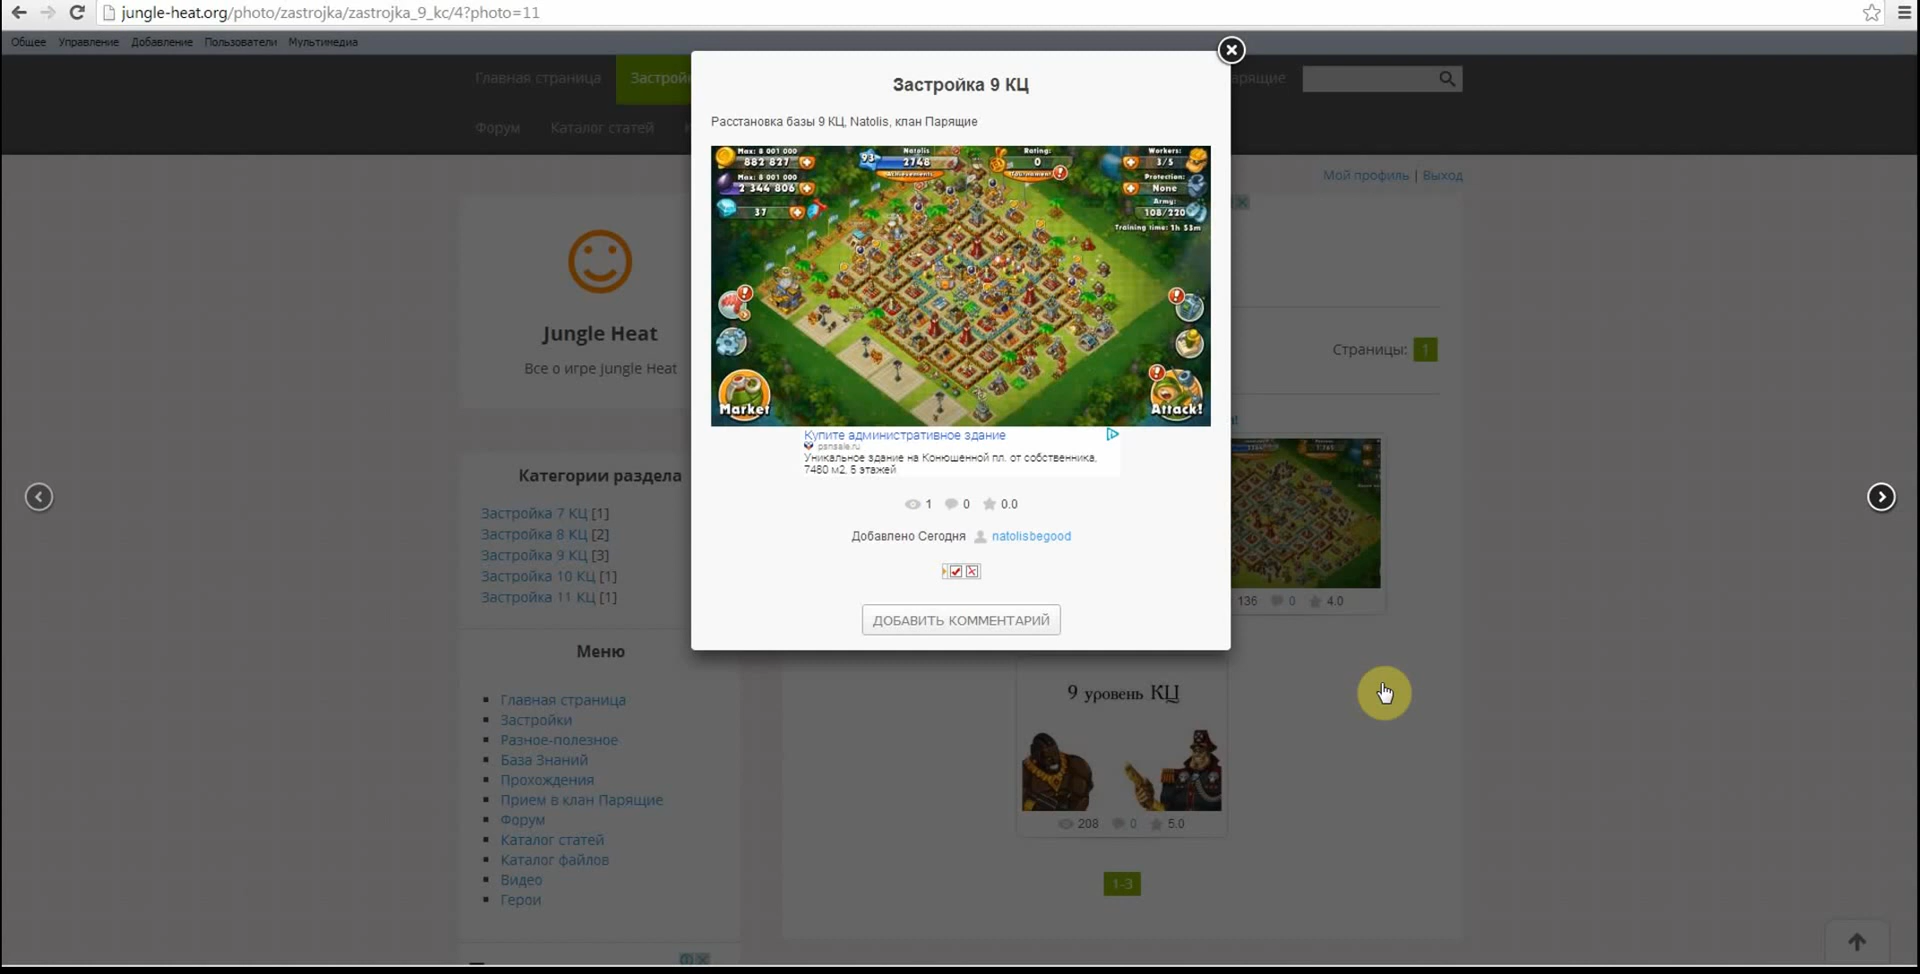 jungle-heat.org/photo/zastrojka/zastrojka_9_kc/4?photo=11
Общее Управление Добавление Пользователи Мультимедиа
Главная страница
Форум Каталог статей
Мой профиль | Выход
Застройка 9 КЦ
Расстановка базы 9 КЦ, Natolis, клан Парящие
Max: 8 001 000
882 827
Max: 8 001 000
2 344 806
37
93
Natolis
2748
Achievements
Rating:
0
Tournament
Workers:
3/5
Protection:
None
Army:
108/220
Training time: 1h 53m
Market
Attack!
Купите административное здание
psnsale.ru
Уникальное здание на Конюшенной пл. от собственника,
7480 м2, 5 этажей
1 0 0.0
Добавлено Сегодня natolisbegood
ДОБАВИТЬ КОММЕНТАРИЙ
Jungle Heat
Все о игре Jungle Heat
Категории раздела
Застройка 7 КЦ [1]
Застройка 8 КЦ [2]
Застройка 9 КЦ [3]
Застройка 10 КЦ [1]
Застройка 11 КЦ [1]
Меню
Главная страница
Застройки
Разное-полезное
База Знаний
Прохождения
Прием в клан Парящие
Форум
Каталог статей
Каталог файлов
Видео
Герои
Страницы: 1
136 0 4.0
9 уровень КЦ
208 0 5.0
1-3